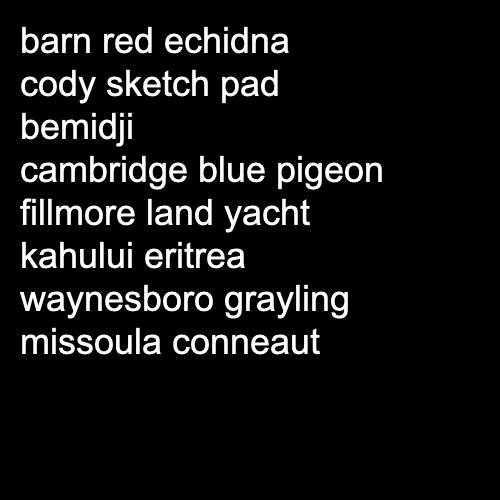 barn red echidna
cody sketch pad
bemidji
cambridge blue pigeon
fillmore land yacht
kahului eritrea
waynesboro grayling
missoula conneaut